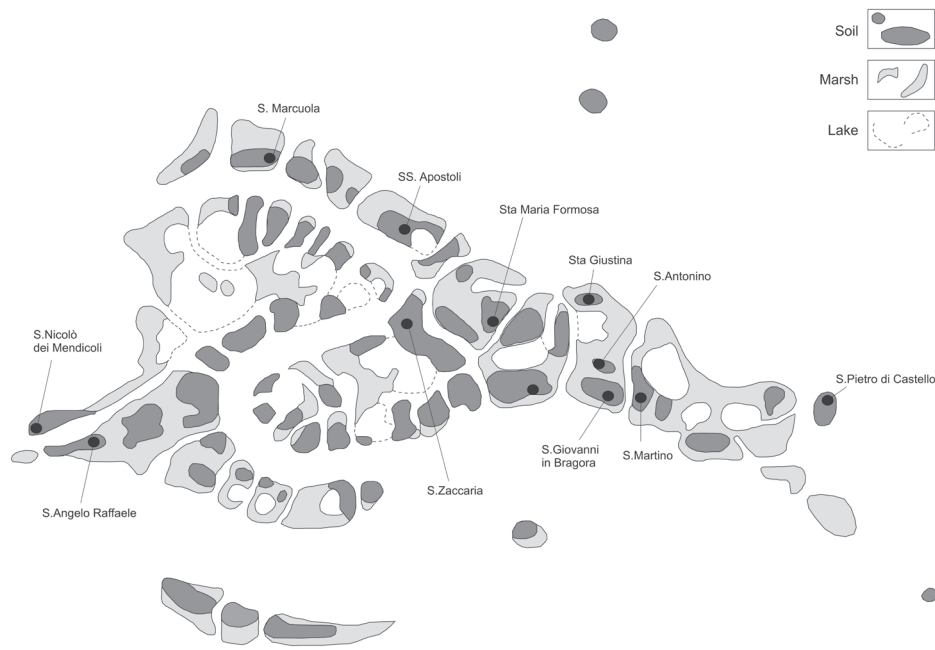 Soil
Marsh
Lake
S. Marcuola
SS. Apostoli
Sta Maria Formosa
Sta Giustina
S.Antonino
S.Nicolò
dei Mendicoli
S.Pietro di Castello
S.Giovanni
in Bragora
S.Martino
S.Zaccaria
S.Angelo Raffaele